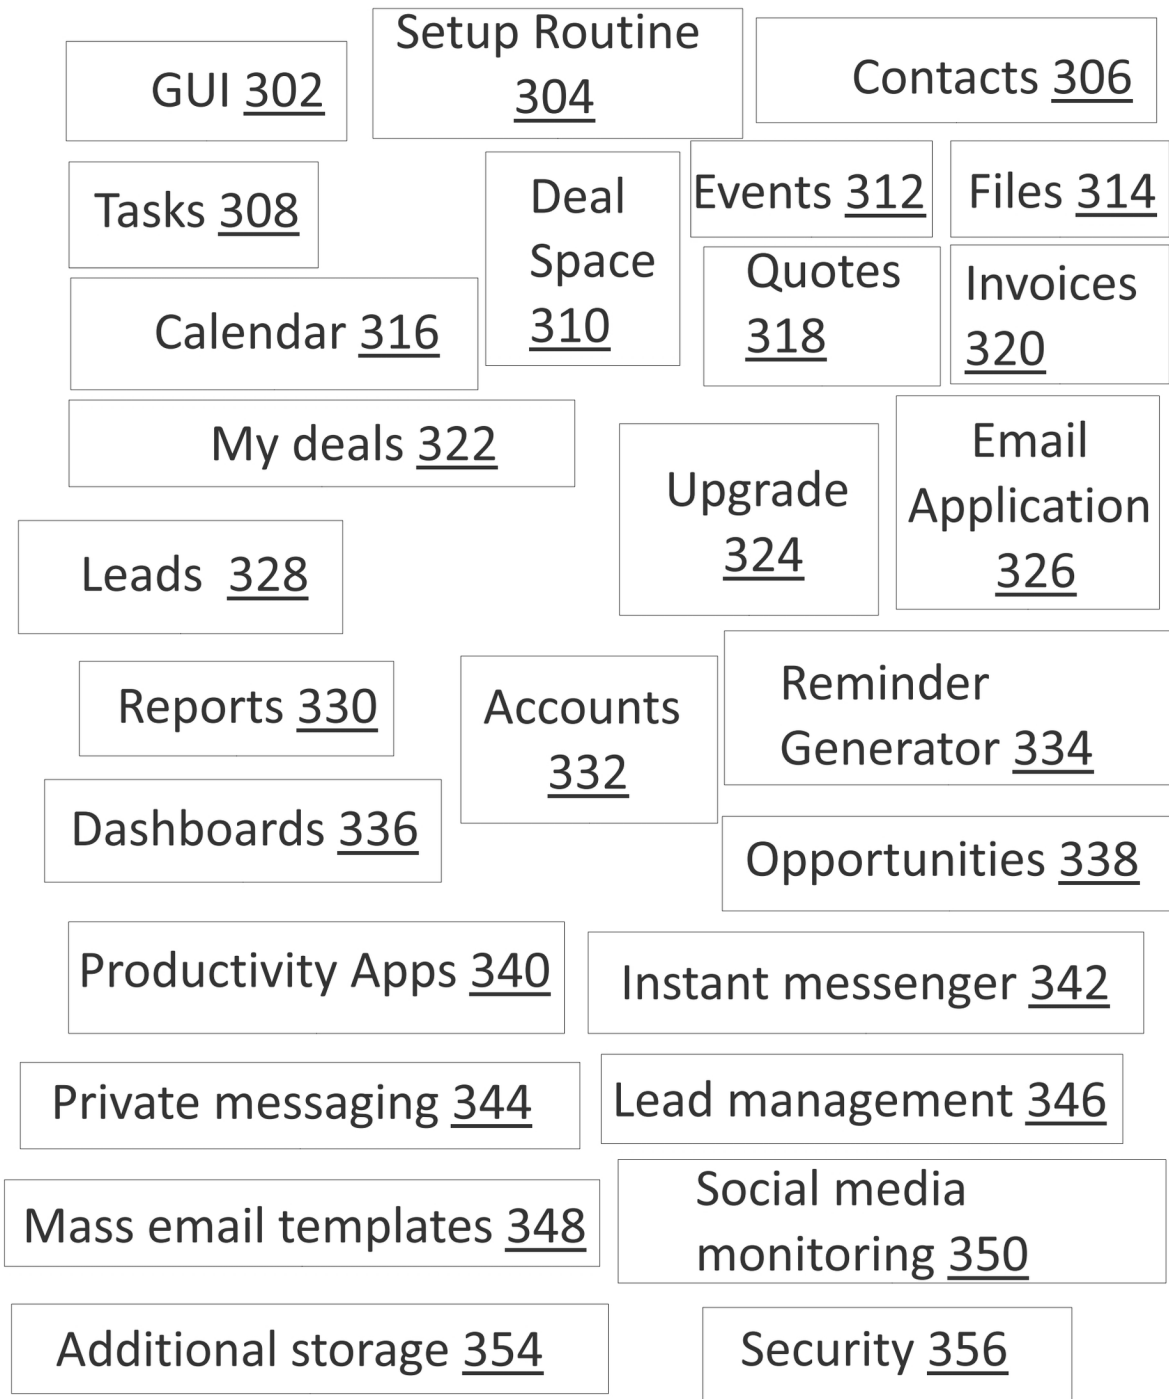 GUI 302
Setup Routine
304
Contacts 306
Tasks 308
Deal
Space
310
Events 312
Files 314
Calendar 316
Quotes
318
Invoices
320
My deals 322
Upgrade
324
Email
Application
326
Leads 328
Reports 330
Accounts
332
Reminder
Generator 334
Dashboards 336
Opportunities 338
Productivity Apps 340
Instant messenger 342
Private messaging 344
Lead management 346
Mass email templates 348
Social media
monitoring 350
Additional storage 354
Security 356